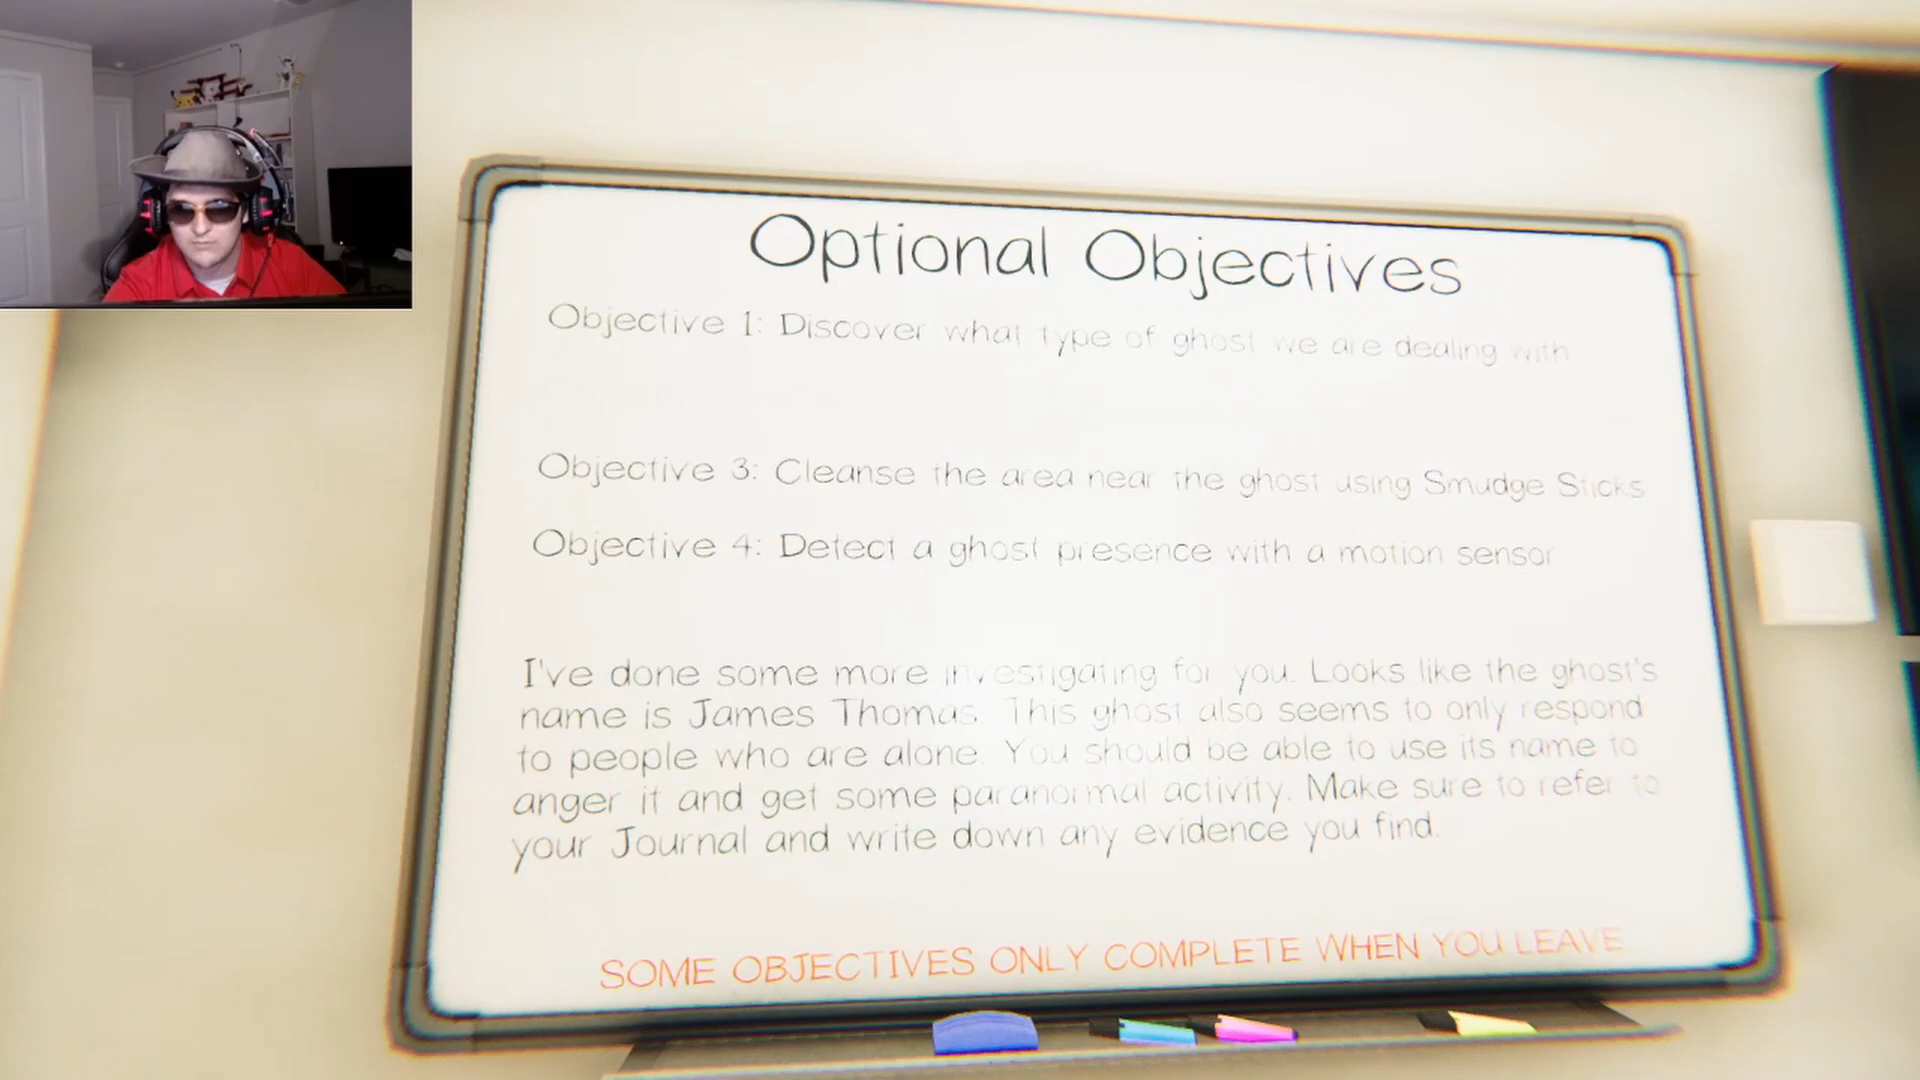 Optional Objectives
Objective 1: Discover what type of ghost we are dealing with
Objective 3: Cleanse the area near the ghost using Smudge Sticks
Objective 4: Detect a ghost presence with a motion sensor
I've done some more investigating for you. Looks like the ghost's
name is James Thomas. This ghost also seems to only respond
to people who are alone. You should be able to use its name to
anger it and get some paranormal activity. Make sure to refer to
your Journal and write down any evidence you find.
SOME OBJECTIVES ONLY COMPLETE WHEN YOU LEAVE